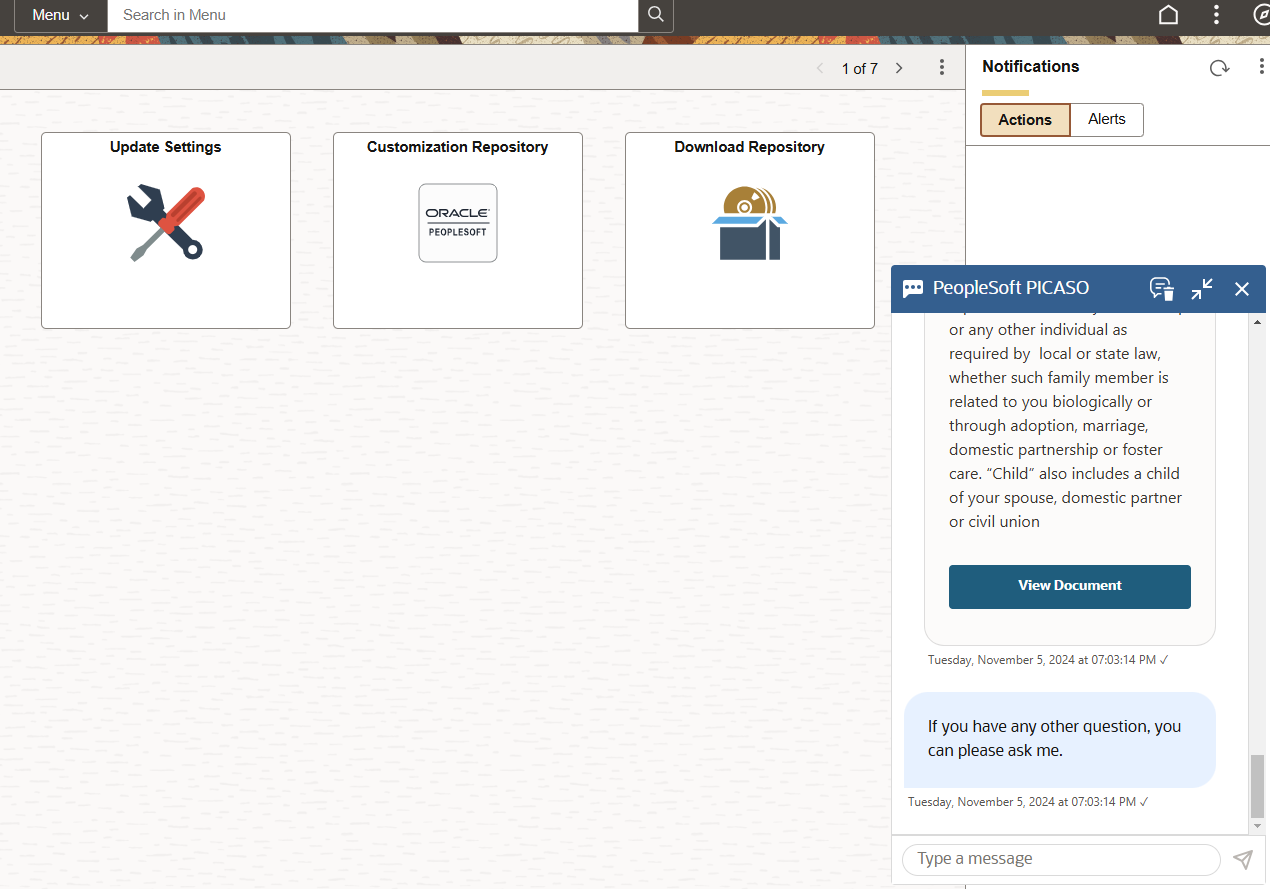 Menu
Search in Menu
1 of 7
Notifications
Actions
Alerts
Update Settings
Customization Repository
Download Repository
ORACLE
PEOPLESOFT
PeopleSoft PICASO
or any other individual as
required by  local or state law,
whether such family member is
related to you biologically or
through adoption, marriage,
domestic partnership or foster
care. “Child” also includes a child
of your spouse, domestic partner
or civil union
View Document
Tuesday, November 5, 2024 at 07:03:14 PM ✓
If you have any other question, you
can please ask me.
Tuesday, November 5, 2024 at 07:03:14 PM ✓
Type a message